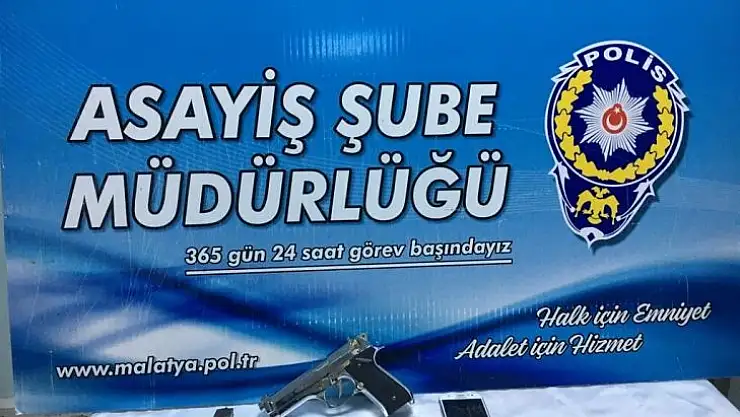 ASAYİŞ ŞUBE
MÜDÜRLÜĞÜ
365 gün 24 saat görev başındayız
POLİS
Halk için Emniyet
Adalet için Hizmet
www.malatya.pol.tr